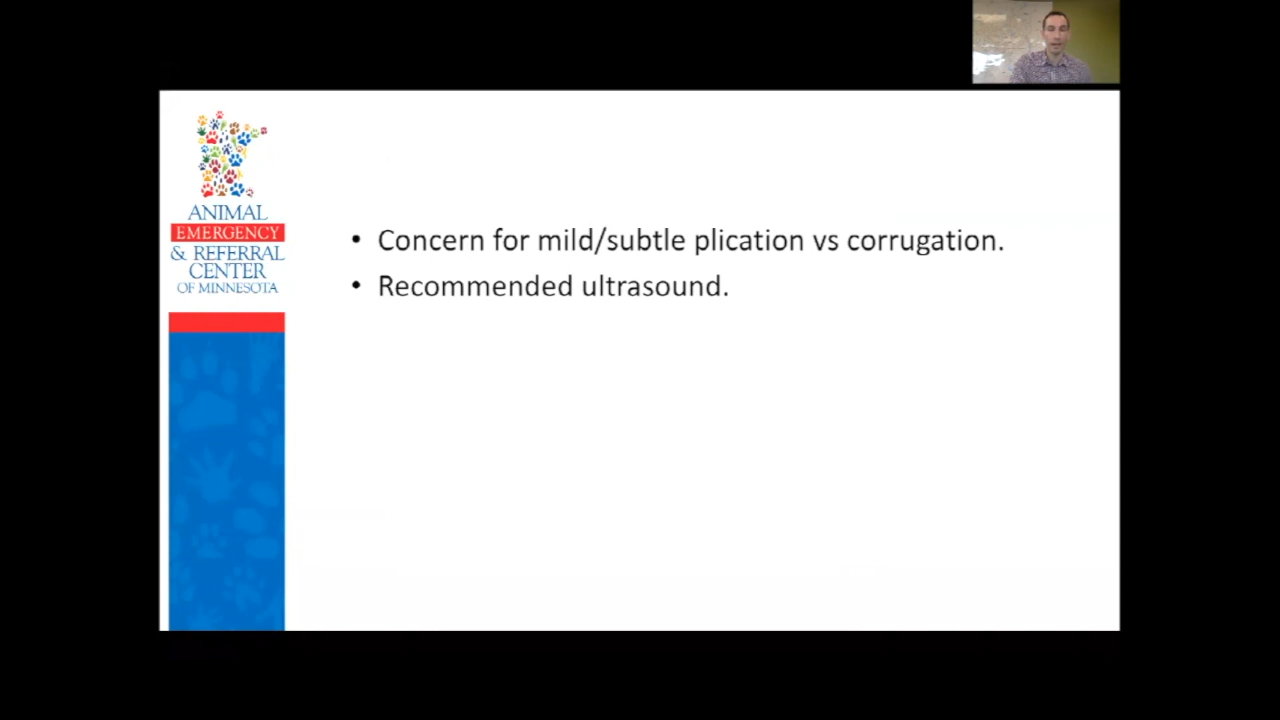 ANIMAL
EMERGENCY
& REFERRAL
CENTER
OF MINNESOTA
• Concern for mild/subtle plication vs corrugation.
• Recommended ultrasound.